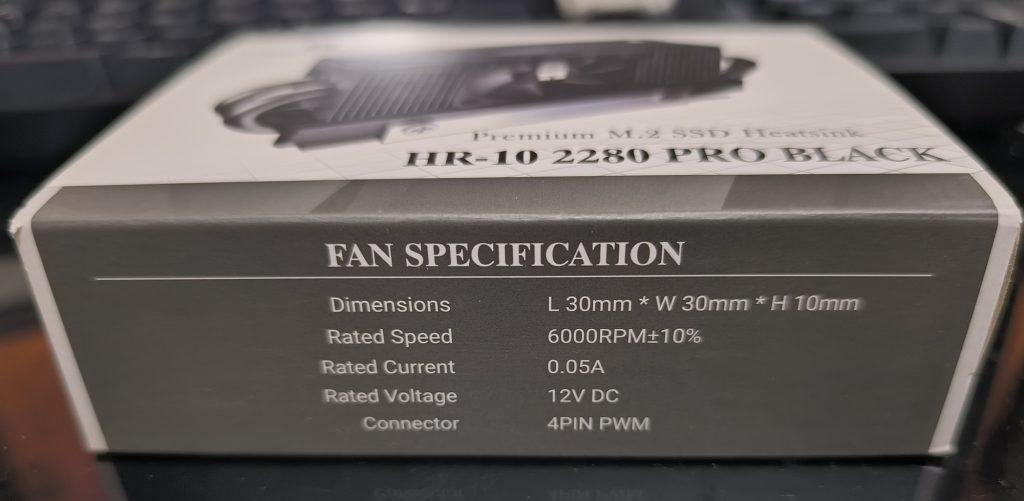 Premium M.2 SSD Heatsink
HR-10 2280 PRO BLACK
FAN SPECIFICATION
Dimensions L 30mm * W 30mm * H 10mm
Rated Speed 6000RPM±10%
Rated Current 0.05A
Rated Voltage 12V DC
Connector 4PIN PWM